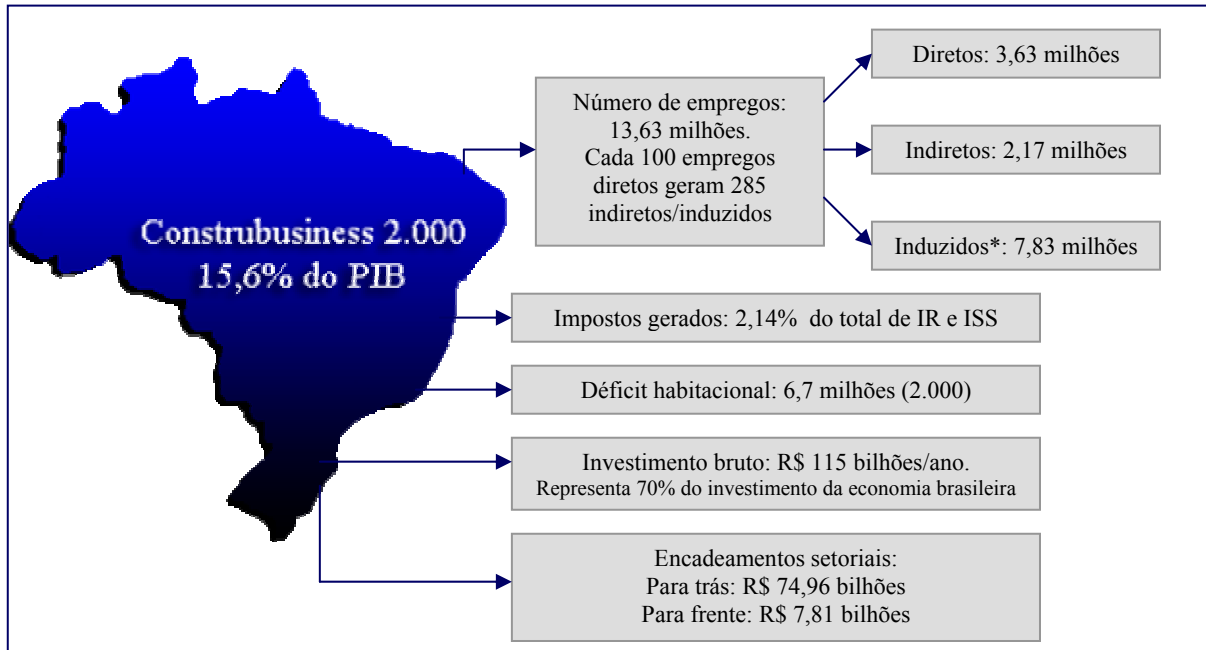 Construbusiness 2.000
15,6% do PIB
Número de empregos:
13,63 milhões.
Cada 100 empregos
diretos geram 285
indiretos/induzidos
Diretos: 3,63 milhões
Indiretos: 2,17 milhões
Induzidos*: 7,83 milhões
Impostos gerados: 2,14% do total de IR e ISS
Déficit habitacional: 6,7 milhões (2.000)
Investimento bruto: R$ 115 bilhões/ano.
Representa 70% do investimento da economia brasileira
Encadeamentos setoriais:
Para trás: R$ 74,96 bilhões
Para frente: R$ 7,81 bilhões